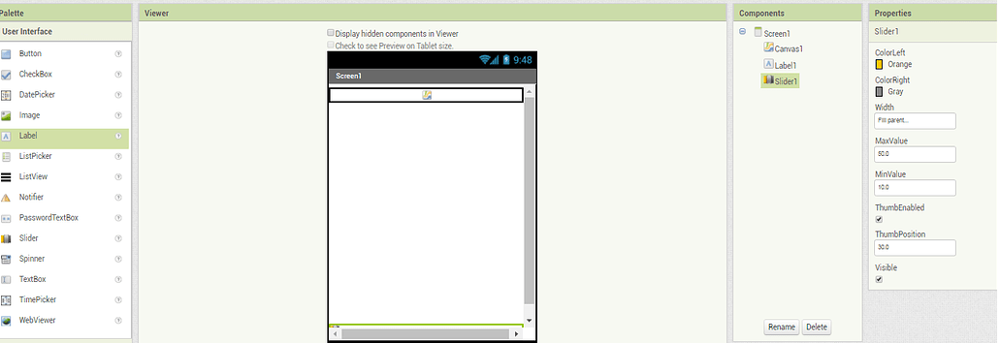 Palette
User Interface
Button
CheckBox
DatePicker
Image
Label
ListPicker
ListView
Notifier
PasswordTextBox
Slider
Spinner
TextBox
TimePicker
WebViewer
Viewer
Display hidden components in Viewer
Check to see Preview on Tablet size.
9:48
Screen1
Components
Screen1
Canvas1
Label1
Slider1
Rename
Delete
Properties
Slider1
ColorLeft
Orange
ColorRight
Gray
Width
Fill parent...
MaxValue
50.0
MinValue
10.0
ThumbEnabled
ThumbPosition
30.0
Visible